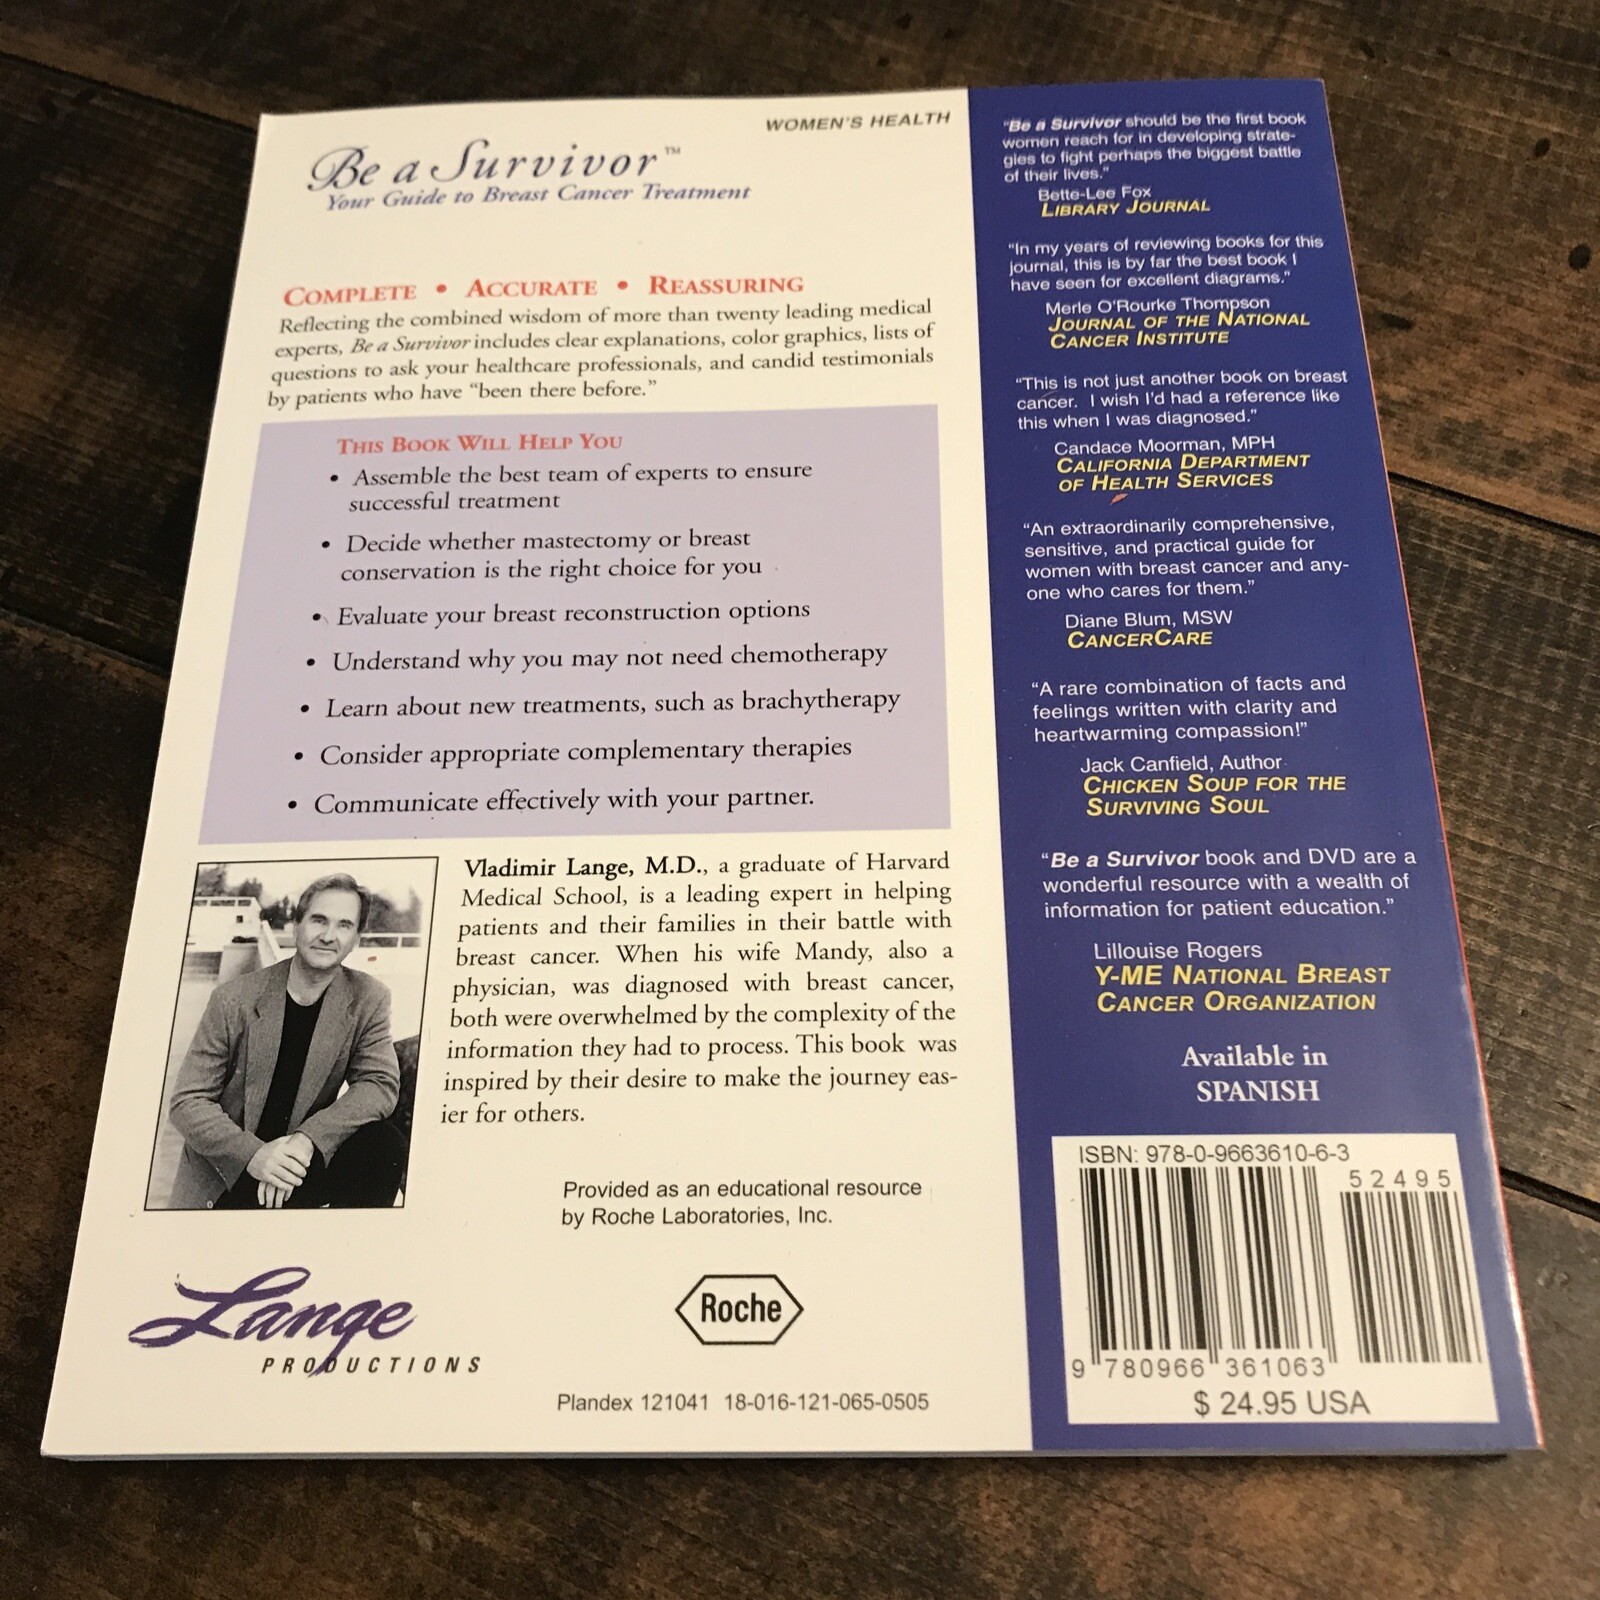 WOMEN'S HEALTH
Be a Survivor™
Your Guide to Breast Cancer Treatment
COMPLETE • ACCURATE • REASSURING
Reflecting the combined wisdom of more than twenty leading medical
experts, Be a Survivor includes clear explanations, color graphics, lists of
questions to ask your healthcare professionals, and candid testimonials
by patients who have “been there before.”
THIS BOOK WILL HELP YOU
• Assemble the best team of experts to ensure
successful treatment
• Decide whether mastectomy or breast
conservation is the right choice for you
• Evaluate your breast reconstruction options
• Understand why you may not need chemotherapy
• Learn about new treatments, such as brachytherapy
• Consider appropriate complementary therapies
• Communicate effectively with your partner.
Vladimir Lange, M.D., a graduate of Harvard
Medical School, is a leading expert in helping
patients and their families in their battle with
breast cancer. When his wife Mandy, also a
physician, was diagnosed with breast cancer,
both were overwhelmed by the complexity of the
information they had to process. This book was
inspired by their desire to make the journey eas-
ier for others.
Provided as an educational resource
by Roche Laboratories, Inc.
Lange
PRODUCTIONS
Roche
Plandex 121041 18-016-121-065-0505
“Be a Survivor should be the first book
women reach for in developing strate-
gies to fight perhaps the biggest battle
of their lives.”
Bette-Lee Fox
LIBRARY JOURNAL
“In my years of reviewing books for this
journal, this is by far the best book I
have seen for excellent diagrams.”
Merle O'Rourke Thompson
JOURNAL OF THE NATIONAL
CANCER INSTITUTE
“This is not just another book on breast
cancer. I wish I'd had a reference like
this when I was diagnosed.”
Candace Moorman, MPH
CALIFORNIA DEPARTMENT
OF HEALTH SERVICES
“An extraordinarily comprehensive,
sensitive, and practical guide for
women with breast cancer and any-
one who cares for them.”
Diane Blum, MSW
CANCERCARE
“A rare combination of facts and
feelings written with clarity and
heartwarming compassion!”
Jack Canfield, Author
CHICKEN SOUP FOR THE
SURVIVING SOUL
“Be a Survivor book and DVD are a
wonderful resource with a wealth of
information for patient education.”
Lillouise Rogers
Y-ME NATIONAL BREAST
CANCER ORGANIZATION
Available in
SPANISH
ISBN: 978-0-9663610-6-3
52495
9 780966 361063
$ 24.95 USA